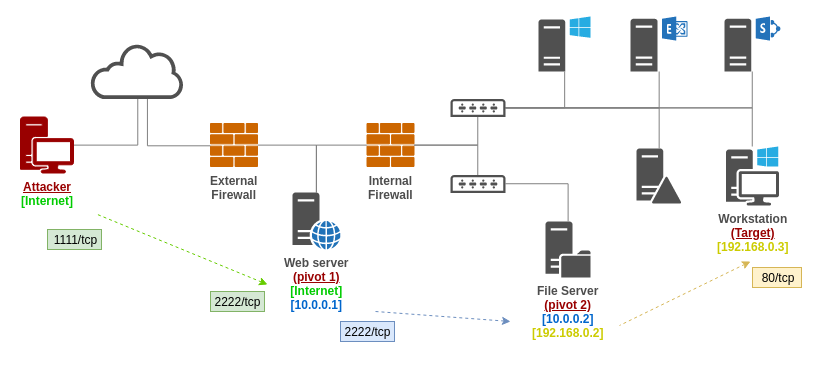 Attacker
[Internet]
1111/tcp
External
Firewall
2222/tcp
Web server
(pivot 1)
[Internet]
[10.0.0.1]
Internal
Firewall
2222/tcp
File Server
(pivot 2)
[10.0.0.2]
[192.168.0.2]
E
S
Workstation
(Target)
[192.168.0.3]
80/tcp